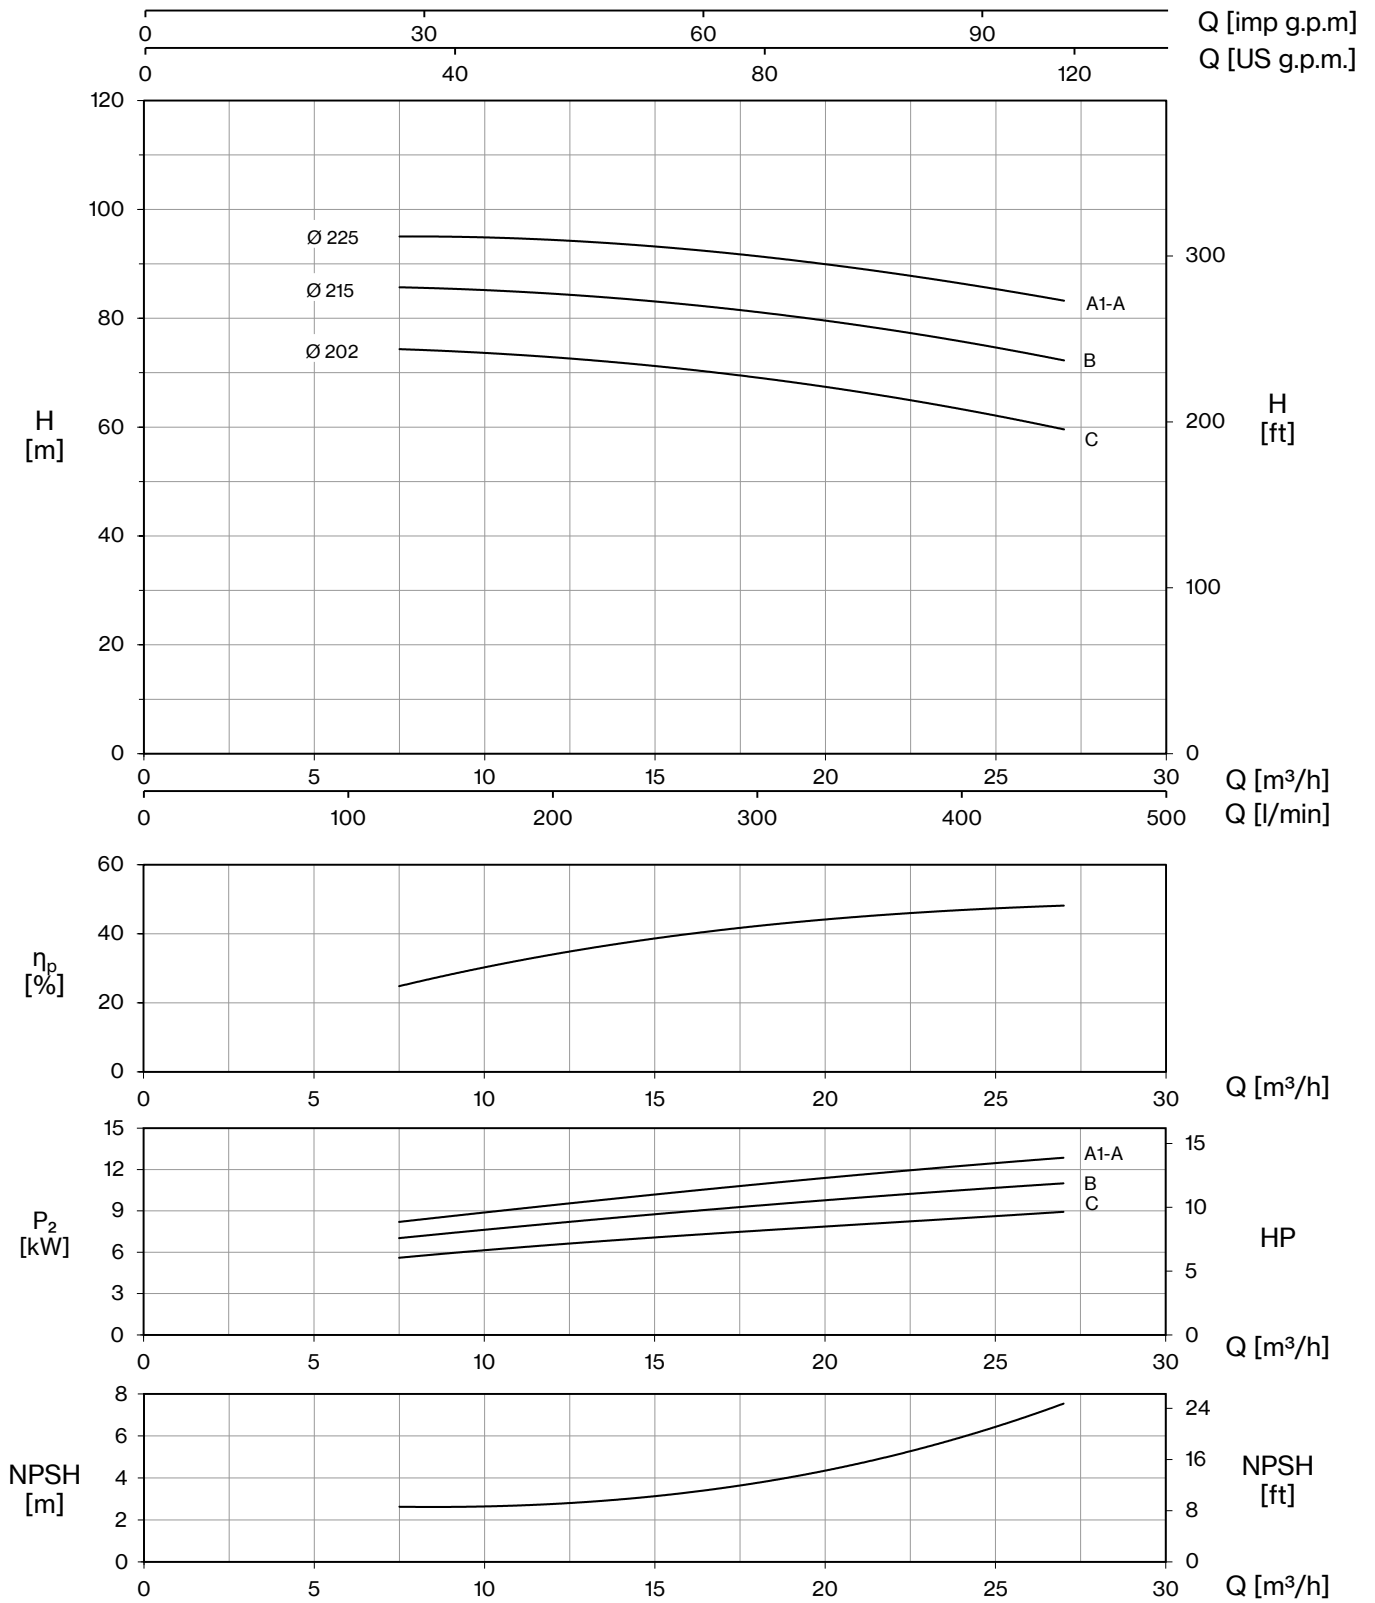 0 30 60 90 Q [imp g.p.m]
0 40 80 120 Q [US g.p.m.]
120
100
Ø 225
300
Ø 215
A1-A
80
Ø 202
B
H
[m]
60
C
200
H
[ft]
40
100
20
0
0
0 5 10 15 20 25 30 Q [m³/h]
0 100 200 300 400 500 Q [l/min]
60
40
ηp
[%]
20
0
0 5 10 15 20 25 30 Q [m³/h]
15
15
A1-A
12
B
C
9
10
P₂
[kW]
HP
6
5
3
0
0
0 5 10 15 20 25 30 Q [m³/h]
8
24
6
16
NPSH
[m]
NPSH
[ft]
4
8
2
0
0
0 5 10 15 20 25 30 Q [m³/h]